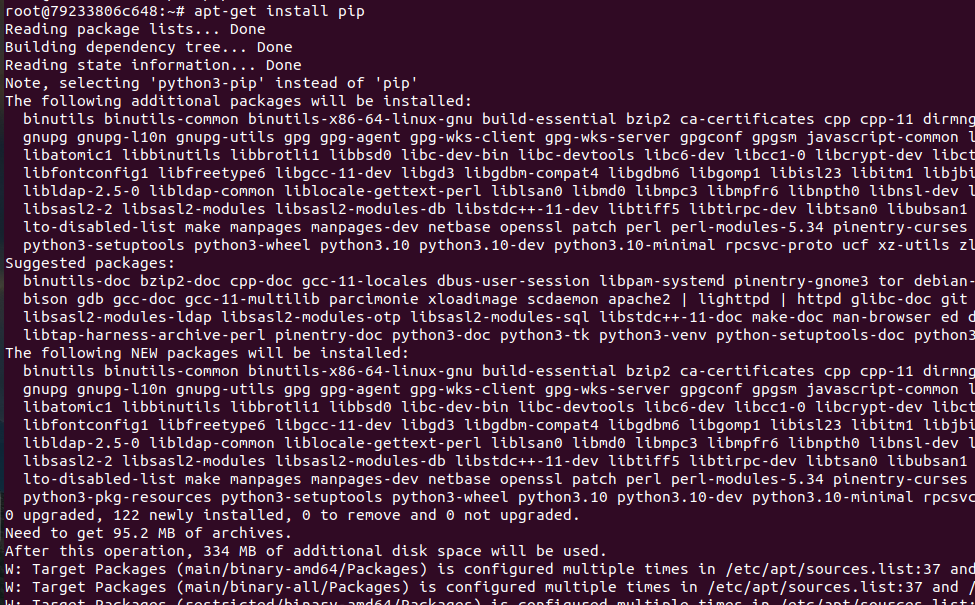 root@79233806c648:~# apt-get install pip
Reading package lists... Done
Building dependency tree... Done
Reading state information... Done
Note, selecting 'python3-pip' instead of 'pip'
The following additional packages will be installed:
binutils binutils-common binutils-x86-64-linux-gnu build-essential bzip2 ca-certificates cpp cpp-11 dirmng
gnupg gnupg-l10n gnupg-utils gpg gpg-agent gpg-wks-client gpg-wks-server gpgconf gpgsm javascript-common l
libatomic1 libbinutils libbrotli1 libbsd0 libc-dev-bin libc-devtools libc6-dev libcc1-0 libcrypt-dev libct
libfontconfig1 libfreetype6 libgcc-11-dev libgd3 libgdbm-compat4 libgdbm6 libgomp1 libisl23 libitm1 libjbi
libldap-2.5-0 libldap-common liblocale-gettext-perl liblsan0 libmd0 libmpc3 libmpfr6 libnpth0 libnsl-dev l
libsasl2-2 libsasl2-modules libsasl2-modules-db libstdc++-11-dev libtiff5 libtirpc-dev libtsan0 libubsan1
lto-disabled-list make manpages manpages-dev netbase openssl patch perl perl-modules-5.34 pinentry-curses
python3-setuptools python3-wheel python3.10 python3.10-dev python3.10-minimal rpcsvc-proto ucf xz-utils zl
Suggested packages:
binutils-doc bzip2-doc cpp-doc gcc-11-locales dbus-user-session libpam-systemd pinentry-gnome3 tor debian-
bison gdb gcc-doc gcc-11-multilib parcimonie xloadimage scdaemon apache2 | lighttpd | httpd glibc-doc git
libsasl2-modules-ldap libsasl2-modules-otp libsasl2-modules-sql libstdc++-11-doc make-doc man-browser ed d
libtap-harness-archive-perl pinentry-doc python3-doc python3-tk python3-venv python-setuptools-doc python3
The following NEW packages will be installed:
binutils binutils-common binutils-x86-64-linux-gnu build-essential bzip2 ca-certificates cpp cpp-11 dirmng
gnupg gnupg-l10n gnupg-utils gpg gpg-agent gpg-wks-client gpg-wks-server gpgconf gpgsm javascript-common l
libatomic1 libbinutils libbrotli1 libbsd0 libc-dev-bin libc-devtools libc6-dev libcc1-0 libcrypt-dev libct
libfontconfig1 libfreetype6 libgcc-11-dev libgd3 libgdbm-compat4 libgdbm6 libgomp1 libisl23 libitm1 libjbi
libldap-2.5-0 libldap-common liblocale-gettext-perl liblsan0 libmd0 libmpc3 libmpfr6 libnpth0 libnsl-dev l
libsasl2-2 libsasl2-modules libsasl2-modules-db libstdc++-11-dev libtiff5 libtirpc-dev libtsan0 libubsan1
lto-disabled-list make manpages manpages-dev netbase openssl patch perl perl-modules-5.34 pinentry-curses
python3-pkg-resources python3-setuptools python3-wheel python3.10 python3.10-dev python3.10-minimal rpcsvc
0 upgraded, 122 newly installed, 0 to remove and 0 not upgraded.
Need to get 95.2 MB of archives.
After this operation, 334 MB of additional disk space will be used.
W: Target Packages (main/binary-amd64/Packages) is configured multiple times in /etc/apt/sources.list:37 and
W: Target Packages (main/binary-all/Packages) is configured multiple times in /etc/apt/sources.list:37 and /
W: Target Packages (restricted/binary-amd64/Packages) is configured multiple times in /etc/apt/sources.list